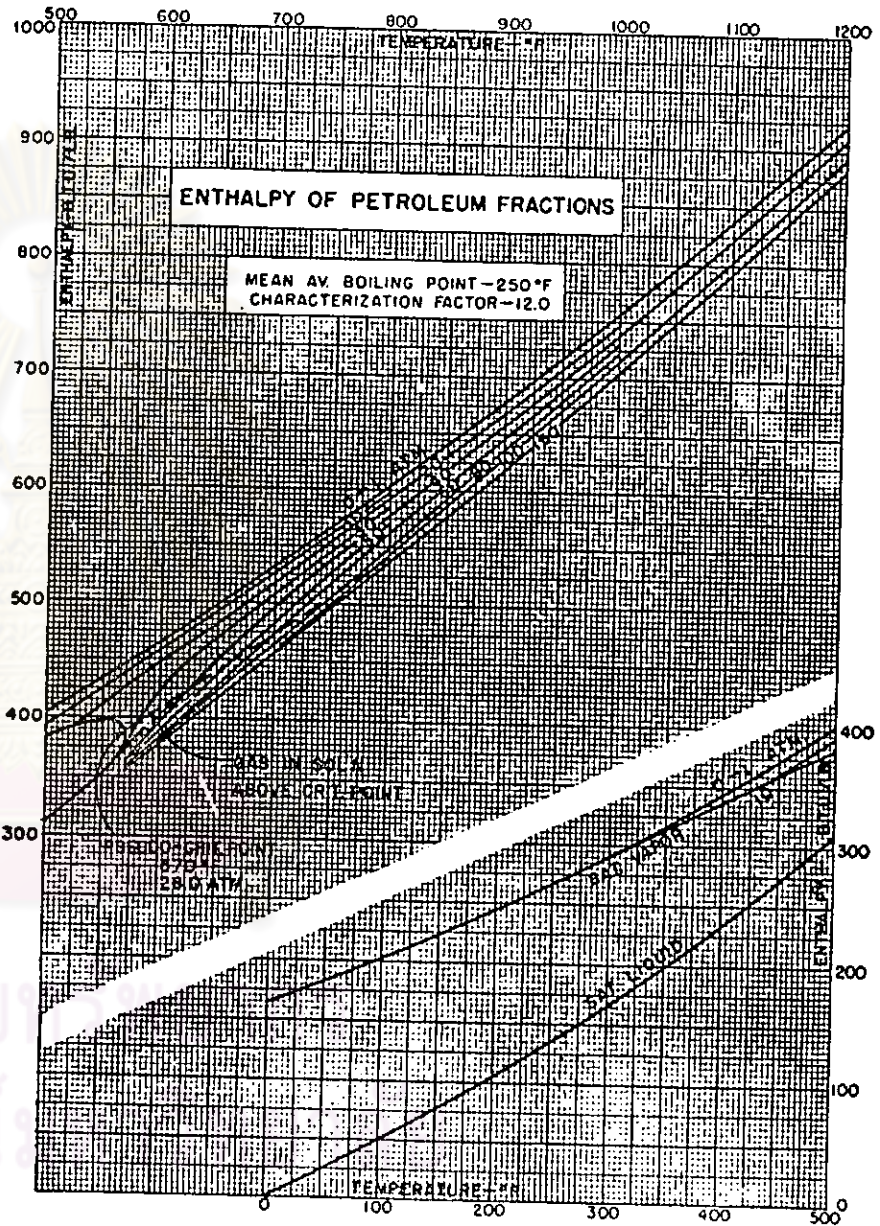 500 600 700 800 900 1000 1100 1200
TEMPERATURE—°F
1000
900
800
700
600
500
400
300
ENTHALPY OF PETROLEUM FRACTIONS
MEAN AV. BOILING POINT—250°F
CHARACTERIZATION FACTOR—12.0
GAS IN SOL'N
ABOVE CRIT. POINT
PSEUDO-CRIT. POINT
28.0 ATM.
SAT. VAPOR
SAT. LIQUID
400
300
200
100
0
ENTHALPY
0 100 200 300 400 500
TEMPERATURE—°F